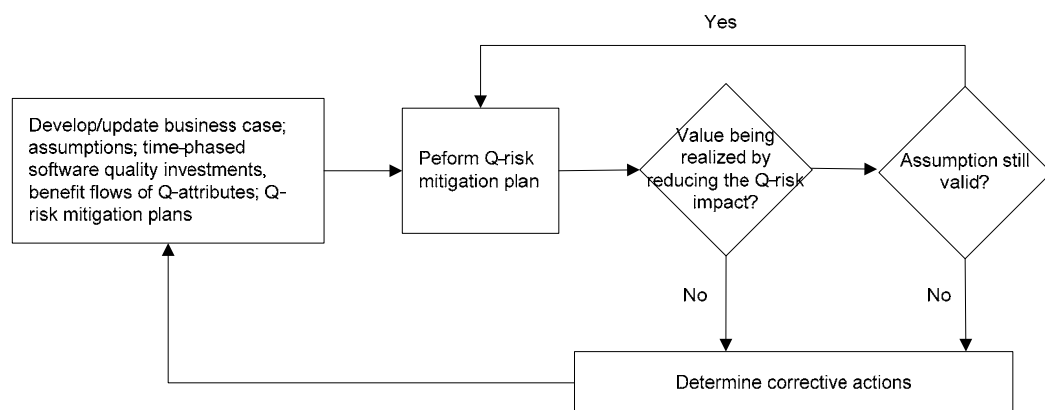 Yes
Develop/update business case;
assumptions; time-phased
software quality investments,
benefit flows of Q-attributes; Q-
risk mitigation plans
Peform Q-risk
mitigation plan
Value being
realized by
reducing the Q-risk
impact?
Assumption still
valid?
No
No
Determine corrective actions